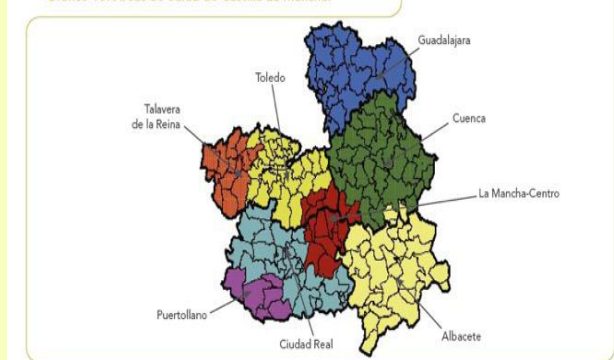 Guadalajara
Toledo
Talavera
de la Reina
Cuenca
La Mancha-Centro
Puertollano
Ciudad Real
Albacete